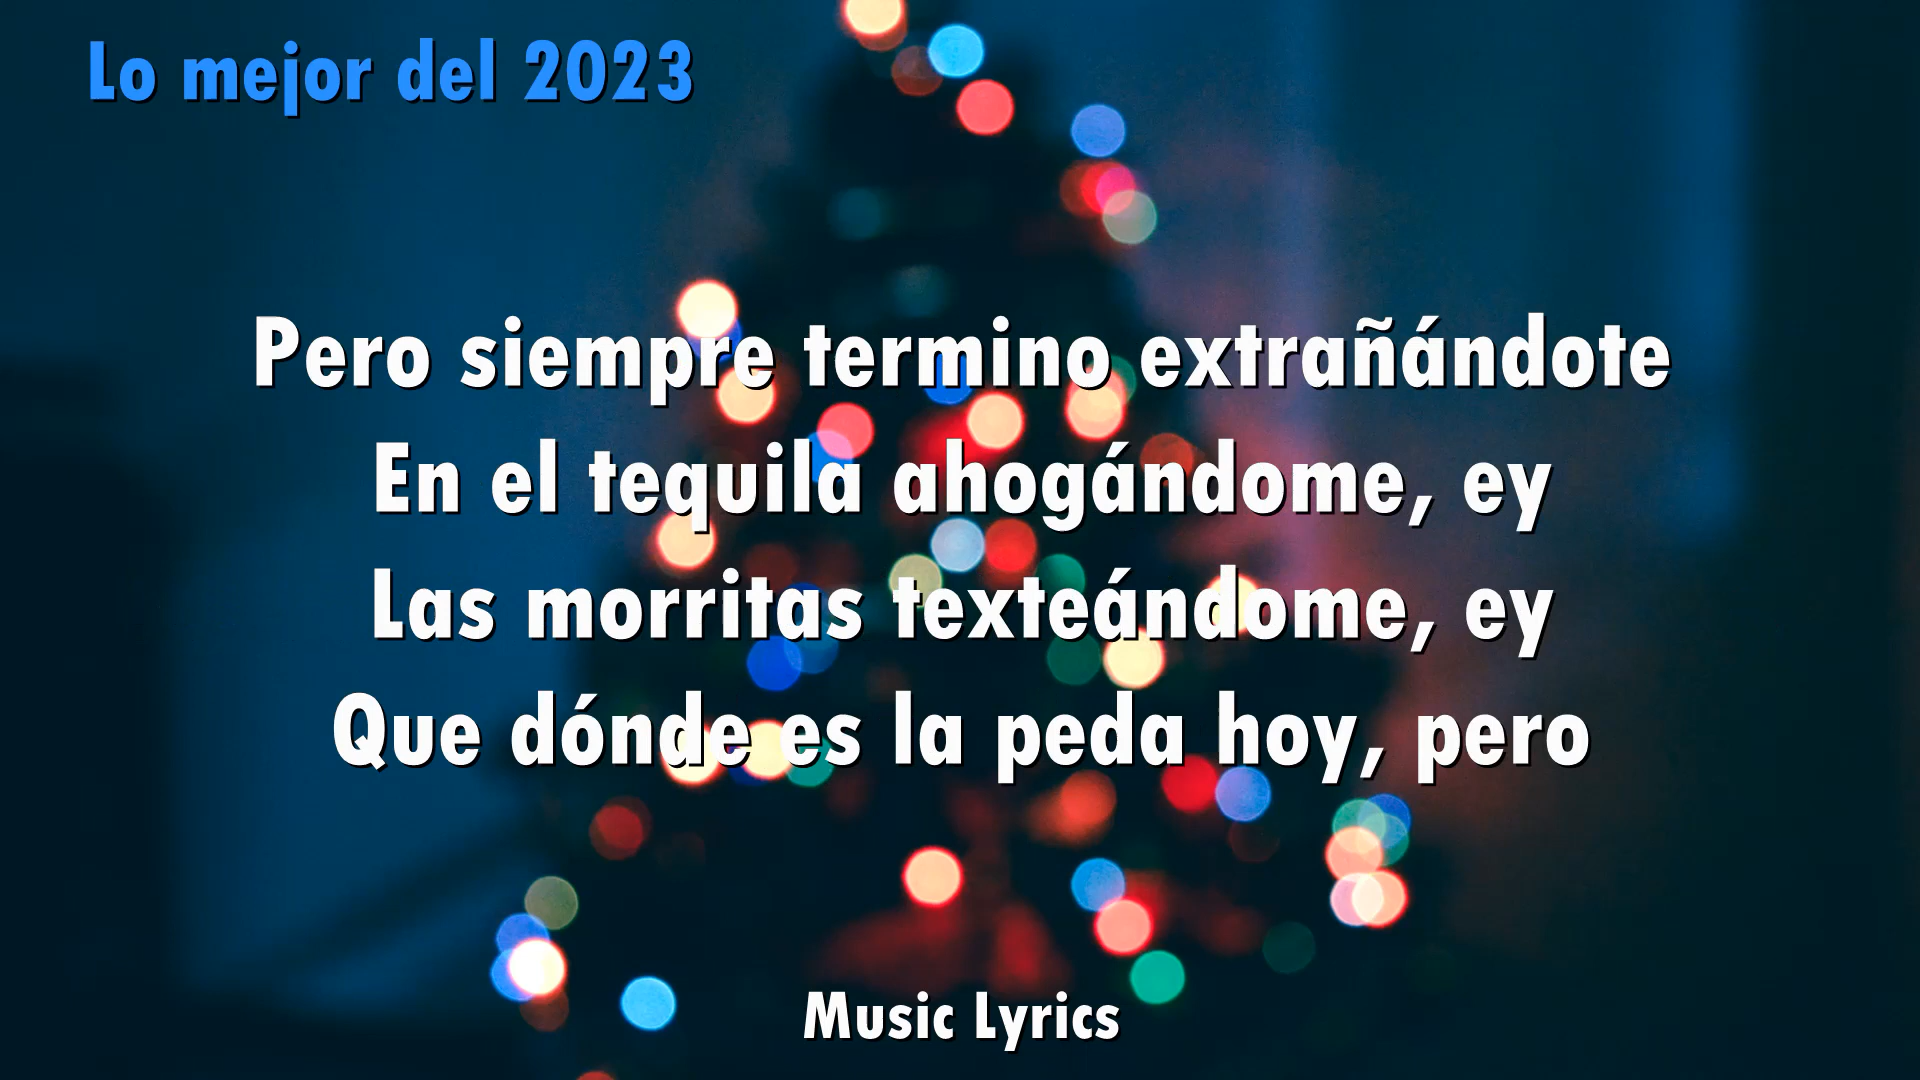 Lo mejor del 2023
Pero siempre termino extrañándote
En el tequila ahogándome, ey
Las morritas texteándome, ey
Que dónde es la peda hoy, pero
Music Lyrics